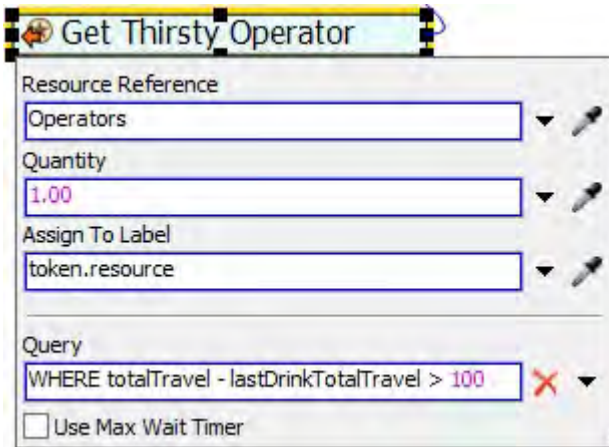 Get Thirsty Operator
Resource Reference
Operators
Quantity
1.00
Assign To Label
token.resource
Query
WHERE totalTravel - lastDrinkTotalTravel > 100
Use Max Wait Timer